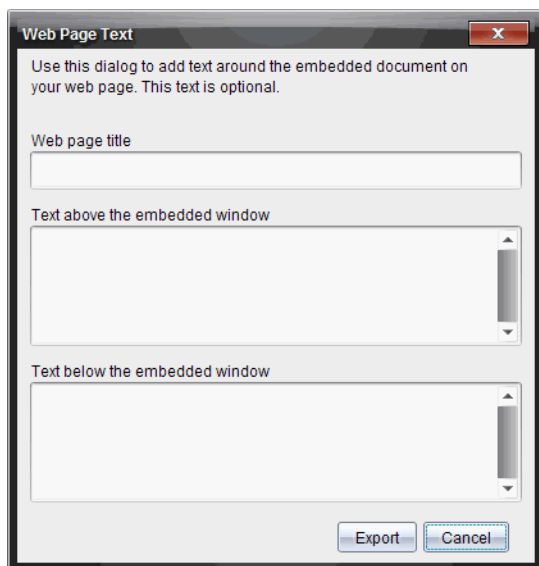 Web Page Text
Use this dialog to add text around the embedded document on
your web page. This text is optional.
Web page title
Text above the embedded window
Text below the embedded window
Export Cancel